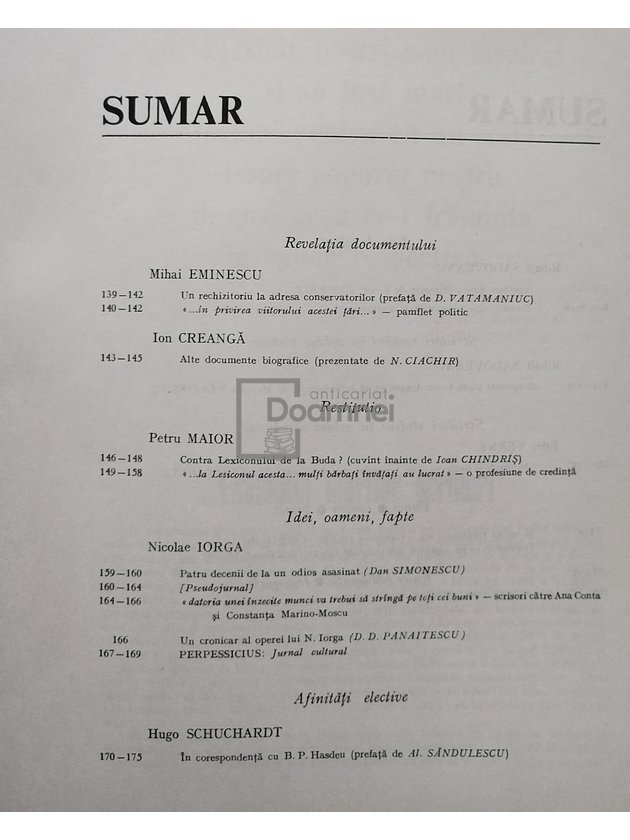 SUMAR
Revelația documentului
Mihai EMINESCU
139—142 Un rechizitoriu la adresa conservatorilor (prefață de D. VATAMANIUC)
140—142 « ...în privirea viitorului acestei țări... » — pamflet politic
Ion CREANGĂ
143—145 Alte documente biografice (prezentate de N. CIACHIR)
anticariat
Doamnei
Restitutio
Petru MAIOR
146—148 Contra Lexiconului de la Buda ? (cuvînt înainte de Ioan CHINDRIȘ)
149—158 « ...la Lesiconul acesta... mulți bărbați învățați au lucrat » — o profesiune de credință
Idei, oameni, fapte
Nicolae IORGA
159—160 Patru decenii de la un odios asasinat (Dan SIMONESCU)
160—164 [Pseudojurnal]
164—166 « datoria unei înzecite munci va trebui să strîngă pe toți cei buni » — scrisori către Ana Conta
și Constanța Marino-Moscu
166 Un cronicar al operei lui N. Iorga (D. D. PANAITESCU)
167—169 PERPESSICIUS: Jurnal cultural
Afinități elective
Hugo SCHUCHARDT
170—175 În corespondență cu B. P. Hasdeu (prefață de Al. SĂNDULESCU)